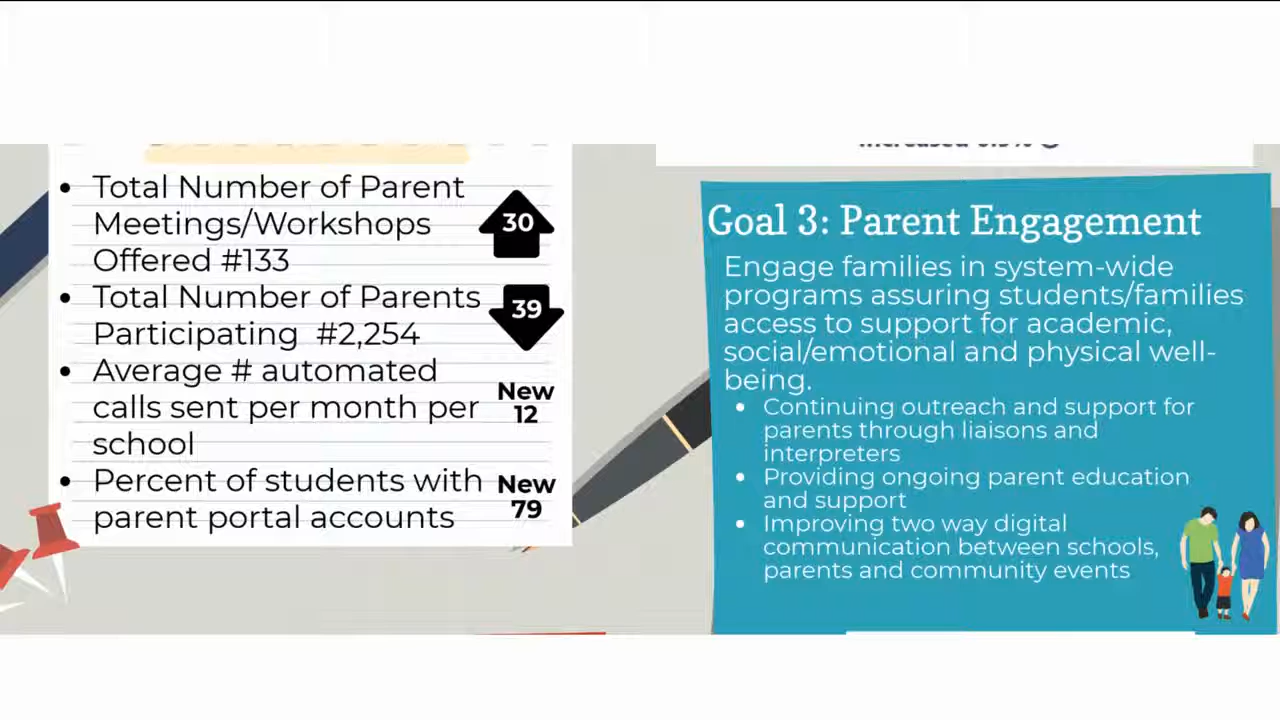 Total Number of Parent
Meetings/Workshops
Offered #133
30
Total Number of Parents
Participating #2,254
39
Average # automated
calls sent per month per
school
New
12
Percent of students with
parent portal accounts
New
79
Goal 3: Parent Engagement
Engage families in system-wide
programs assuring students/families
access to support for academic,
social/emotional and physical well-
being.
Continuing outreach and support for
parents through liaisons and
interpreters
Providing ongoing parent education
and support
Improving two way digital
communication between schools,
parents and community events